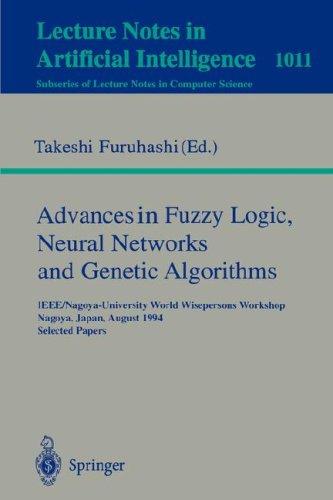 Lecture Notes in
Artificial Intelligence 1011
Subseries of Lecture Notes in Computer Science
Takeshi Furuhashi (Ed.)
Advances in Fuzzy Logic,
Neural Networks
and Genetic Algorithms
IEEE/Nagoya-University World Wisepersons Workshop
Nagoya, Japan, August 1994
Selected Papers
Springer